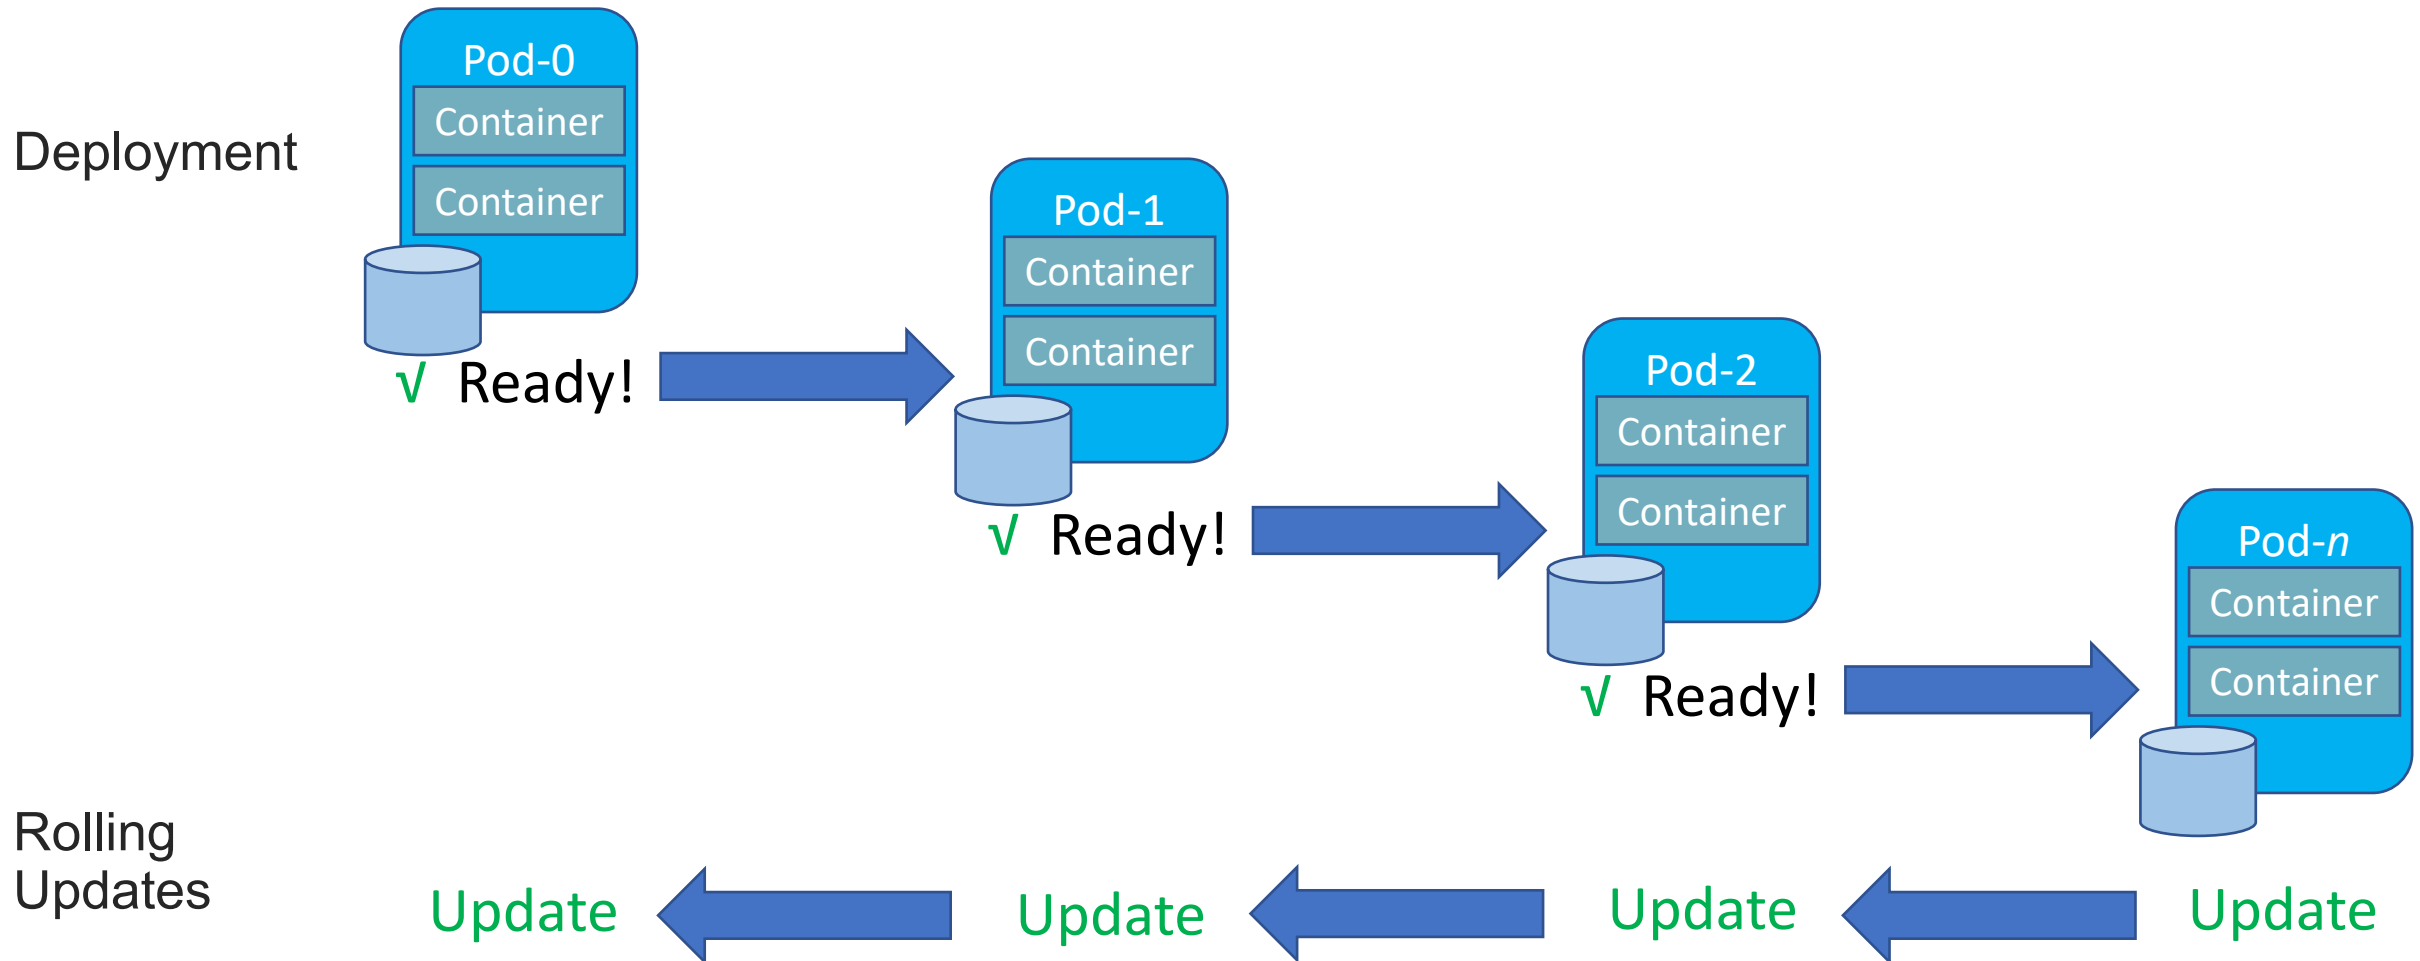 Deployment
Pod-0
Container
Container
√ Ready!
Pod-1
Container
Container
√ Ready!
Pod-2
Container
Container
√ Ready!
Pod-n
Container
Container
Rolling
Updates
Update
Update
Update
Update